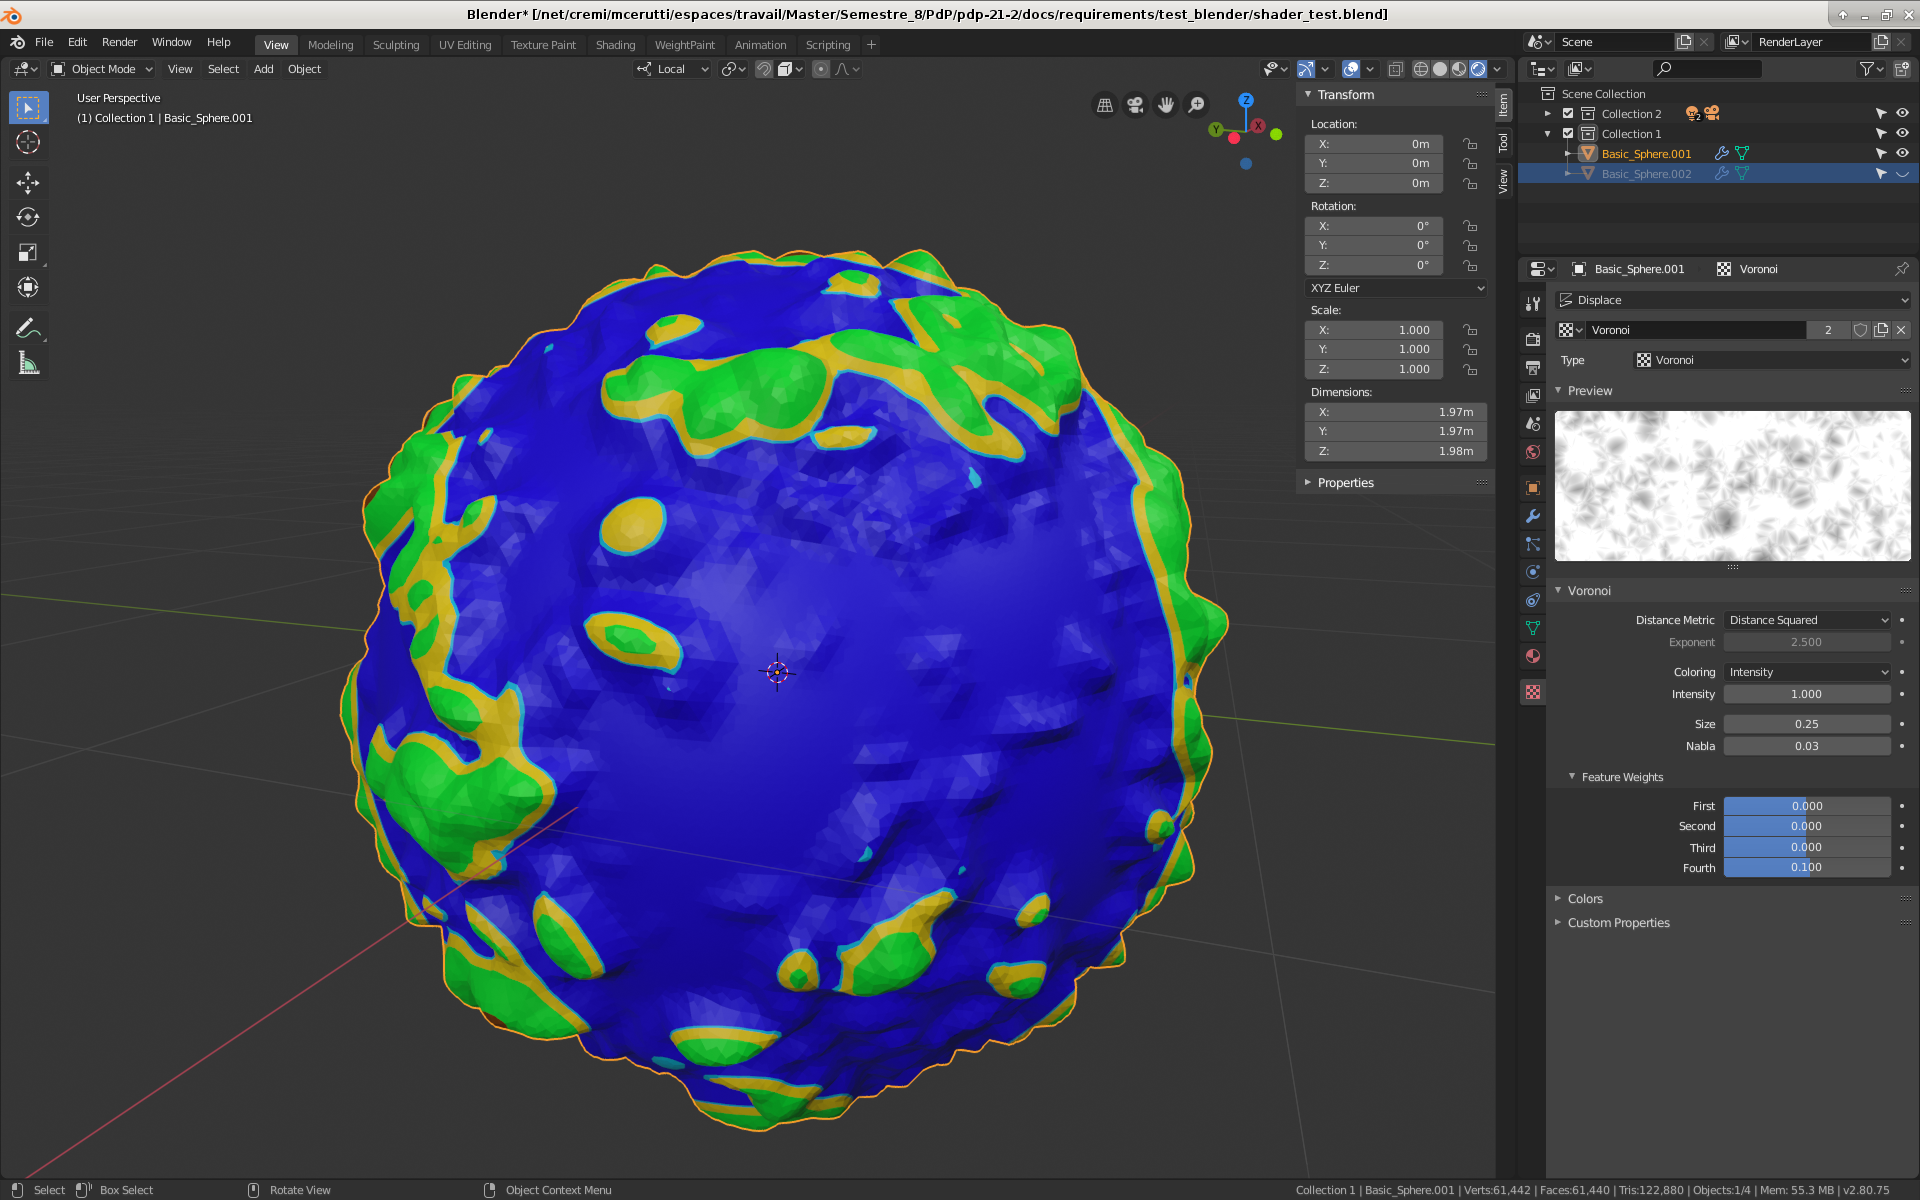 Blender* [/net/cremi/mcerutti/espaces/travail/Master/Semestre_8/PdP/pdp-21-2/docs/requirements/test_blender/shader_test.blend]
File Edit Render Window Help View Modeling Sculpting UV Editing Texture Paint Shading WeightPaint Animation Scripting + Scene RenderLayer
Object Mode View Select Add Object Local
User Perspective
(1) Collection 1 | Basic_Sphere.001
Z
Y
X
Transform
Location:
X: 0m
Y: 0m
Z: 0m
Rotation:
X: 0°
Y: 0°
Z: 0°
XYZ Euler
Scale:
X: 1.000
Y: 1.000
Z: 1.000
Dimensions:
X: 1.97m
Y: 1.97m
Z: 1.98m
Properties
Item
Tool
View
Scene Collection
Collection 2 2
Collection 1
Basic_Sphere.001
Basic_Sphere.002
Basic_Sphere.001 Voronoi
Displace
Voronoi 2
Type Voronoi
Preview
Voronoi
Distance Metric Distance Squared
Exponent 2.500
Coloring Intensity
Intensity 1.000
Size 0.25
Nabla 0.03
Feature Weights
First 0.000
Second 0.000
Third 0.000
Fourth 0.100
Colors
Custom Properties
Select Box Select Rotate View Object Context Menu Collection 1 | Basic_Sphere.001 | Verts:61,442 | Faces:61,440 | Tris:122,880 | Objects:1/4 | Mem: 55.3 MB | v2.80.75